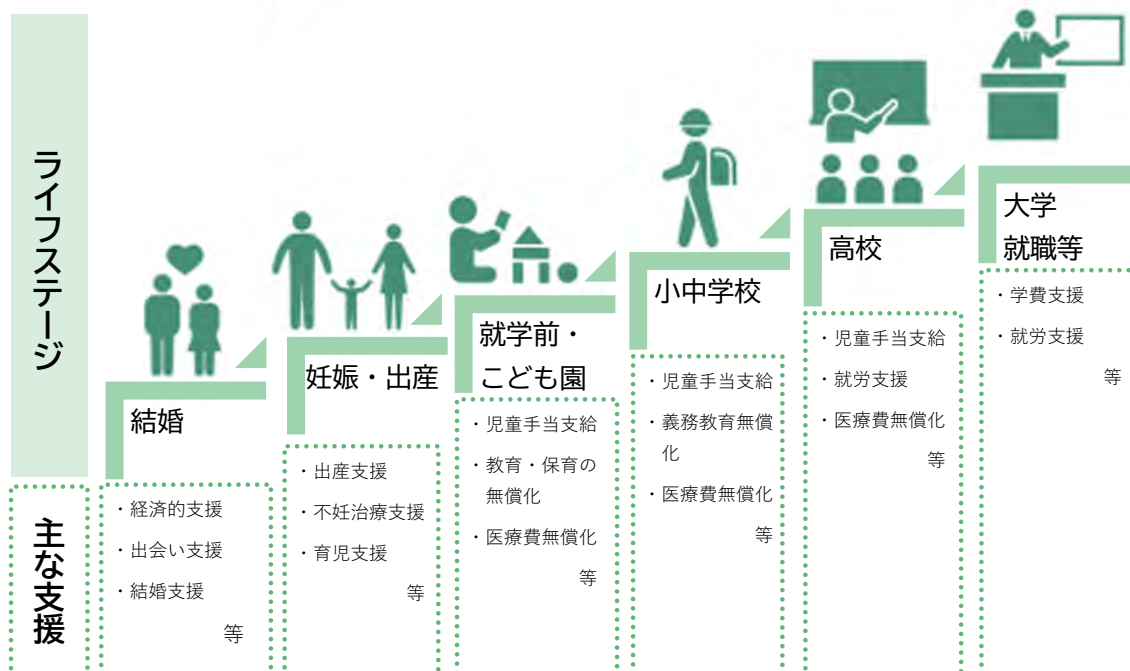 ライフステージ
結婚
妊娠・出産
就学前・
こども園
小中学校
高校
大学
就職等
主な支援
・経済的支援
・出会い支援
・結婚支援
等
・出産支援
・不妊治療支援
・育児支援
等
・児童手当支給
・教育・保育の
無償化
・医療費無償化
等
・児童手当支給
・義務教育無償
化
・医療費無償化
等
・児童手当支給
・就労支援
・医療費無償化
等
・学費支援
・就労支援
等